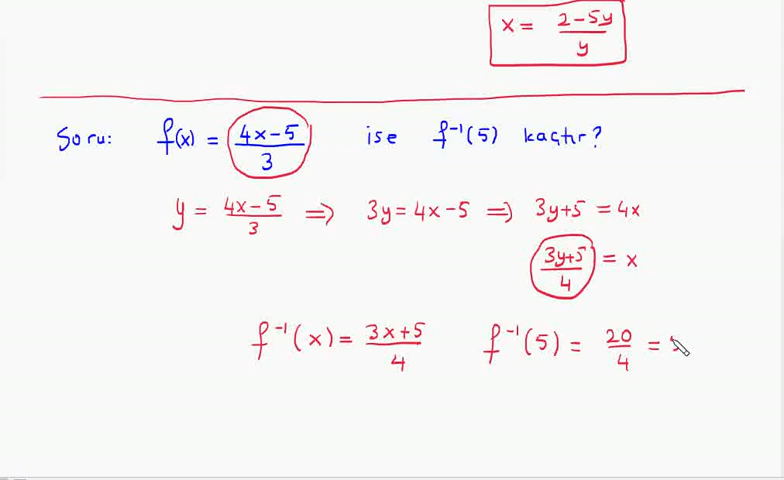 x = (2-5y)/y
Soru: f(x) = (4x-5)/3 ise f⁻¹(5) kaçtır?
y = (4x-5)/3 ⇒ 3y = 4x-5 ⇒ 3y+5 = 4x
(3y+5)/4 = x
f⁻¹(x) = (3x+5)/4 f⁻¹(5) = 20/4 =